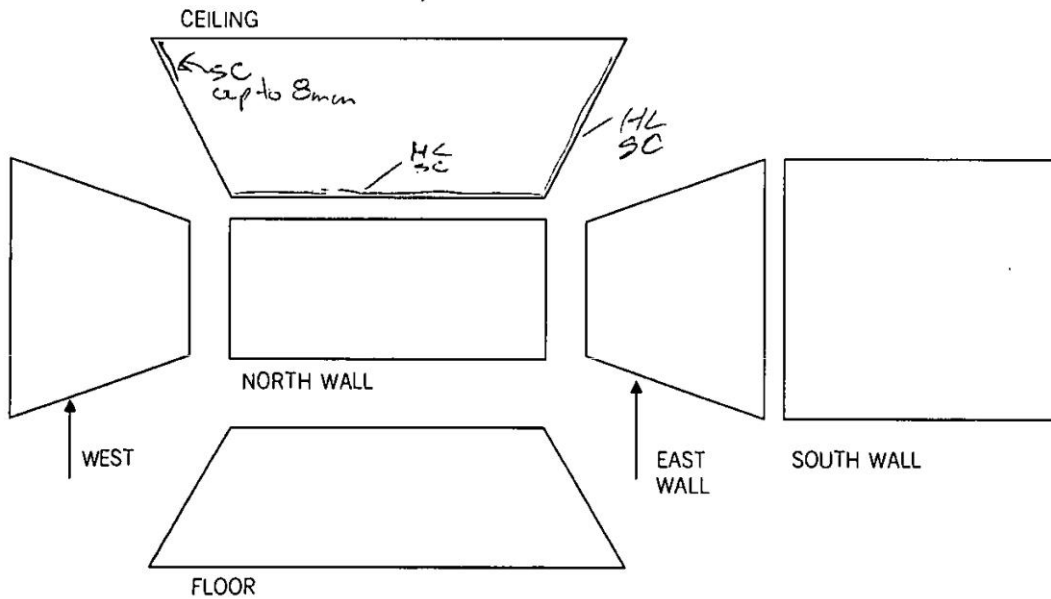 CEILING
SC
up to 8mm
HL
SC
HL
SC
NORTH WALL
WEST
EAST
WALL
SOUTH WALL
FLOOR